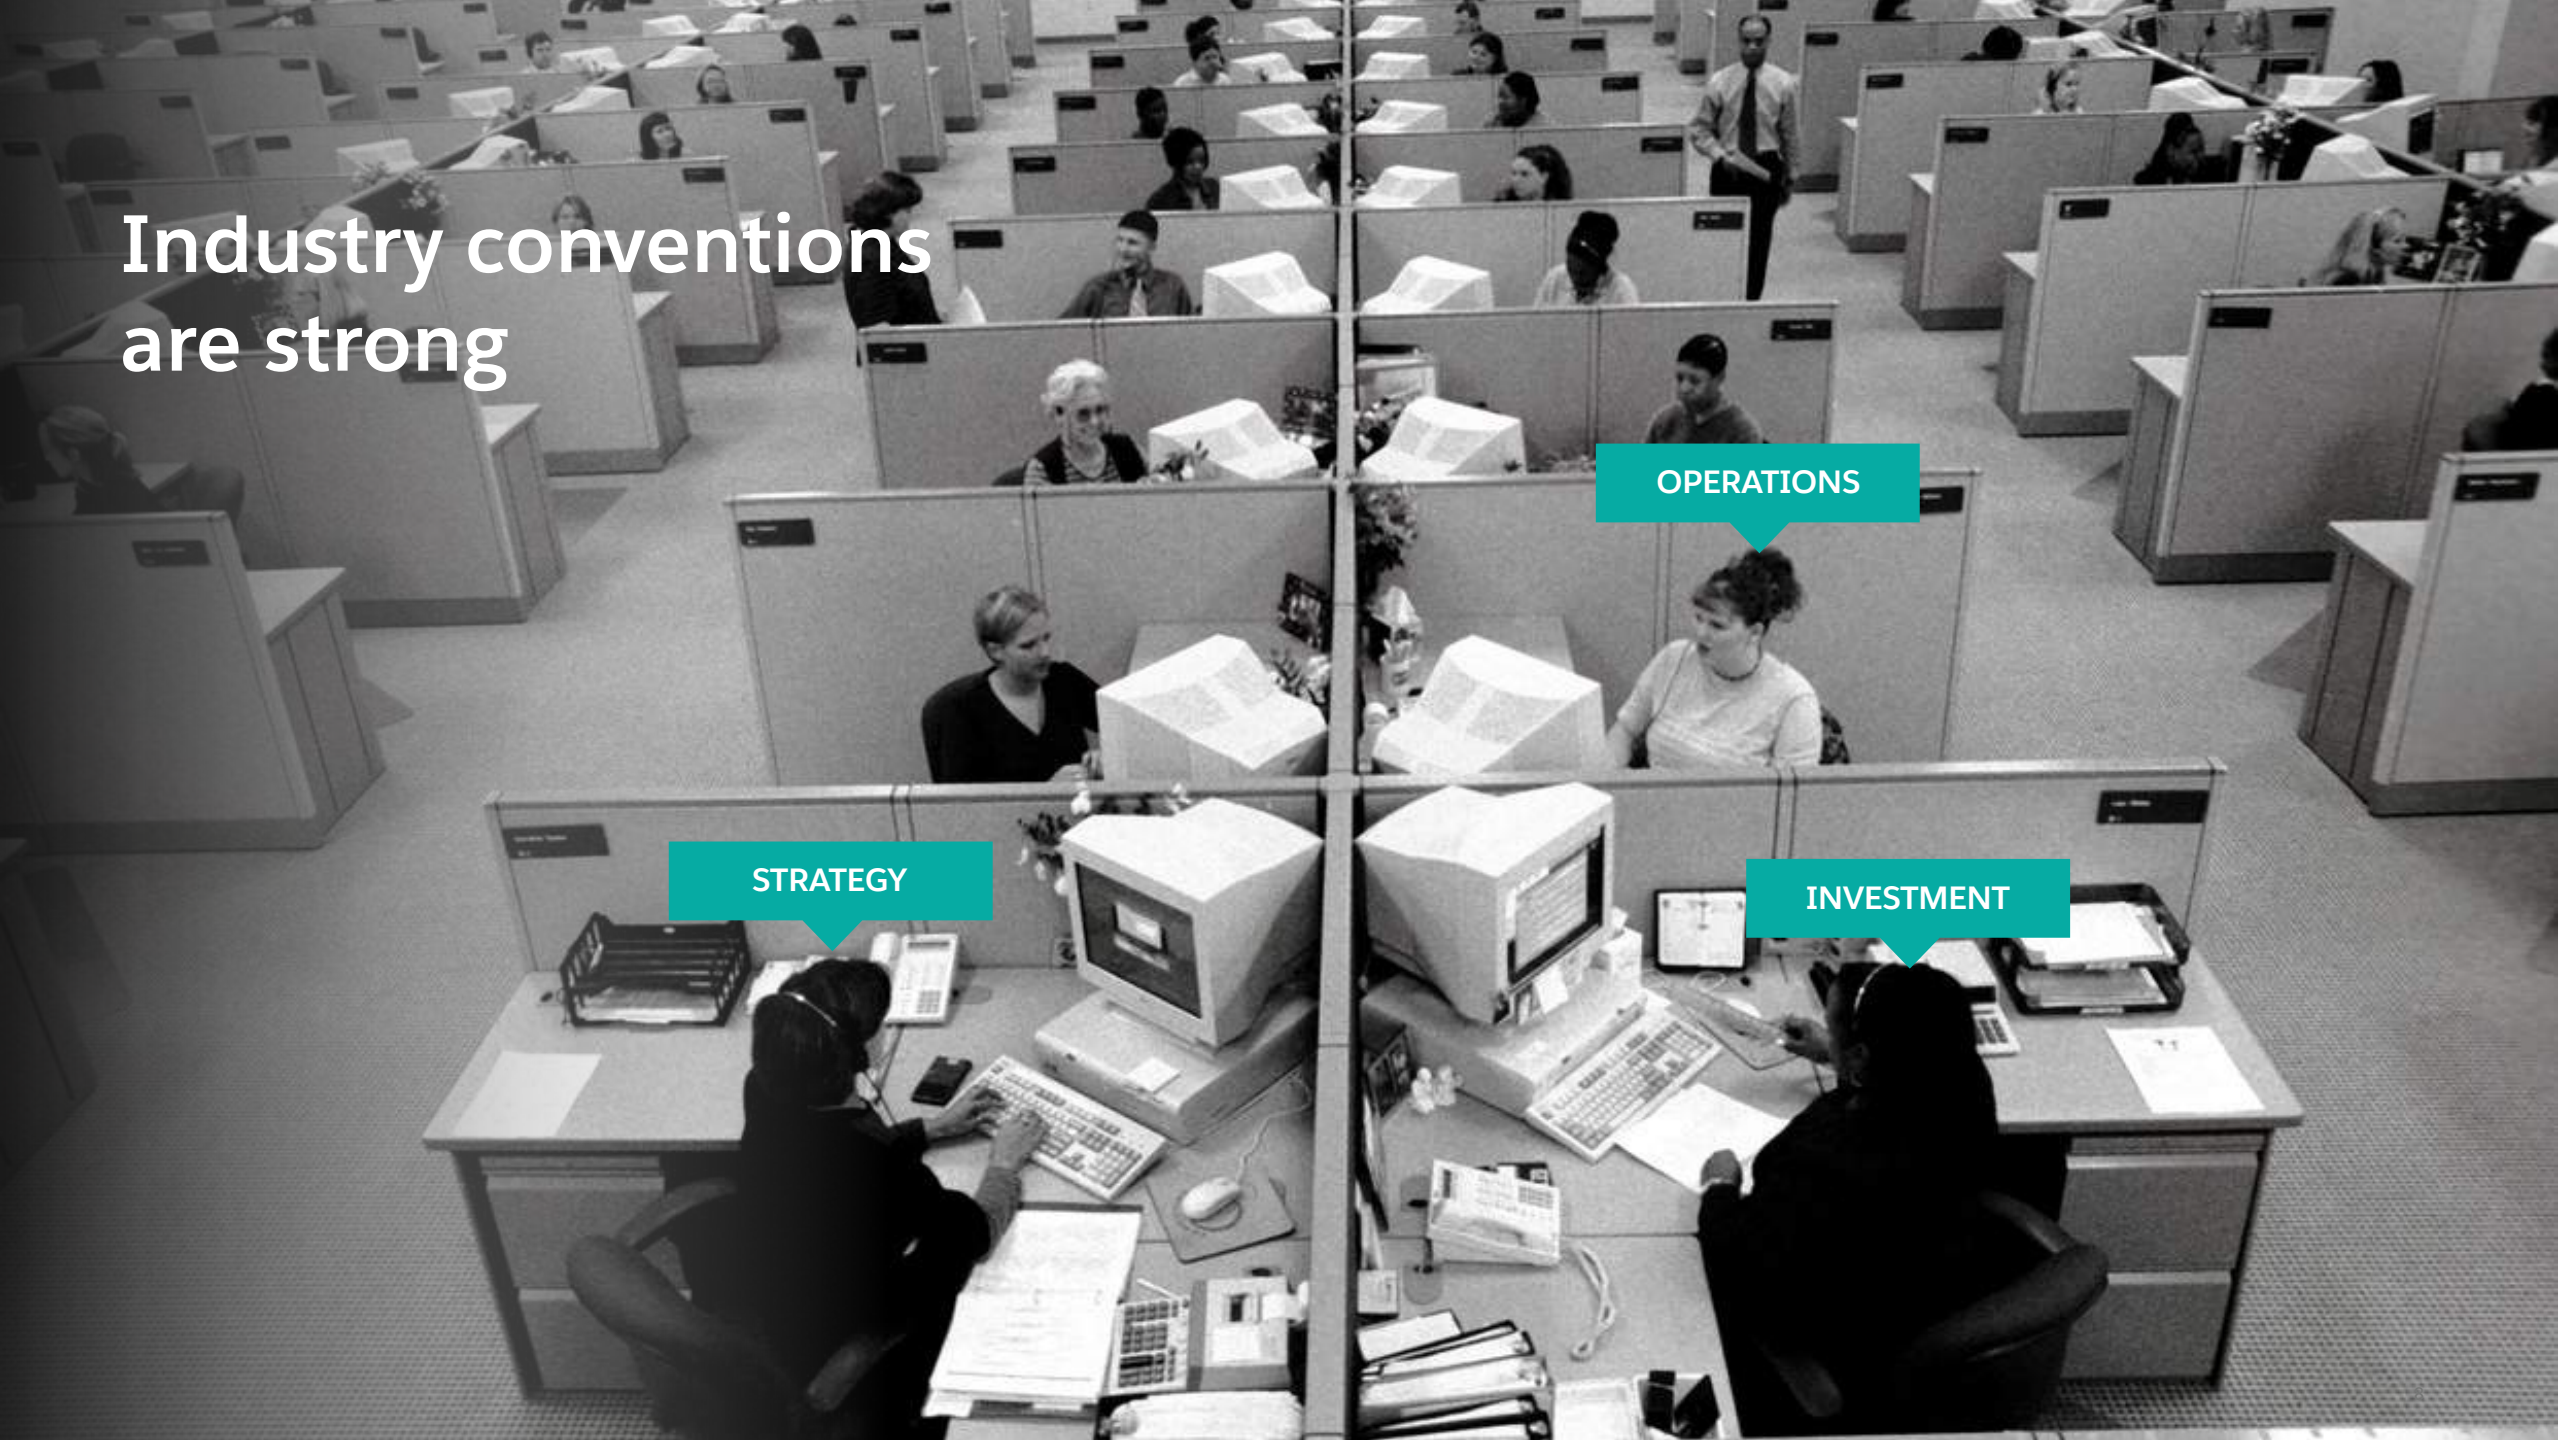 Industry conventions
are strong
OPERATIONS
STRATEGY
INVESTMENT